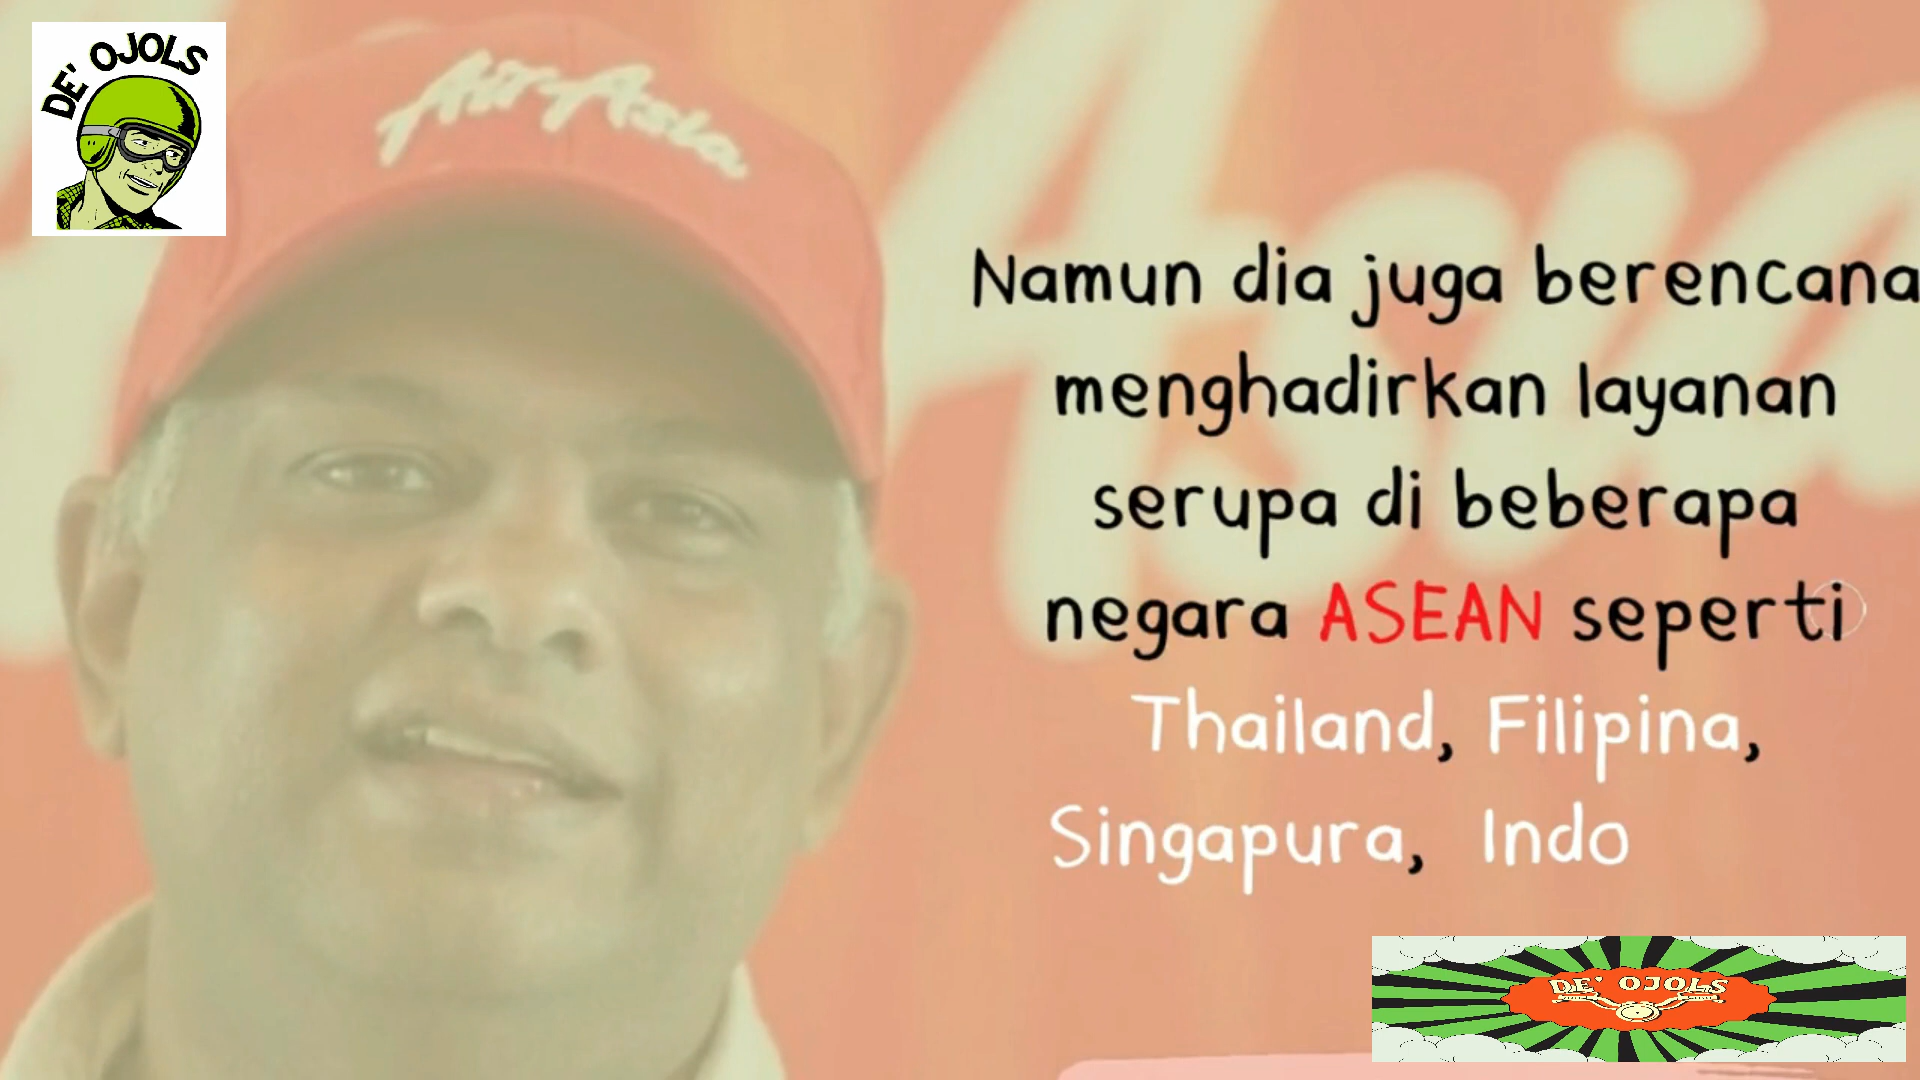 DE' OJOLS
AirAsia
Asia
Namun dia juga berencana
menghadirkan layanan
serupa di beberapa
negara ASEAN seperti
Thailand, Filipina,
Singapura, Indo
DE' OJOLS